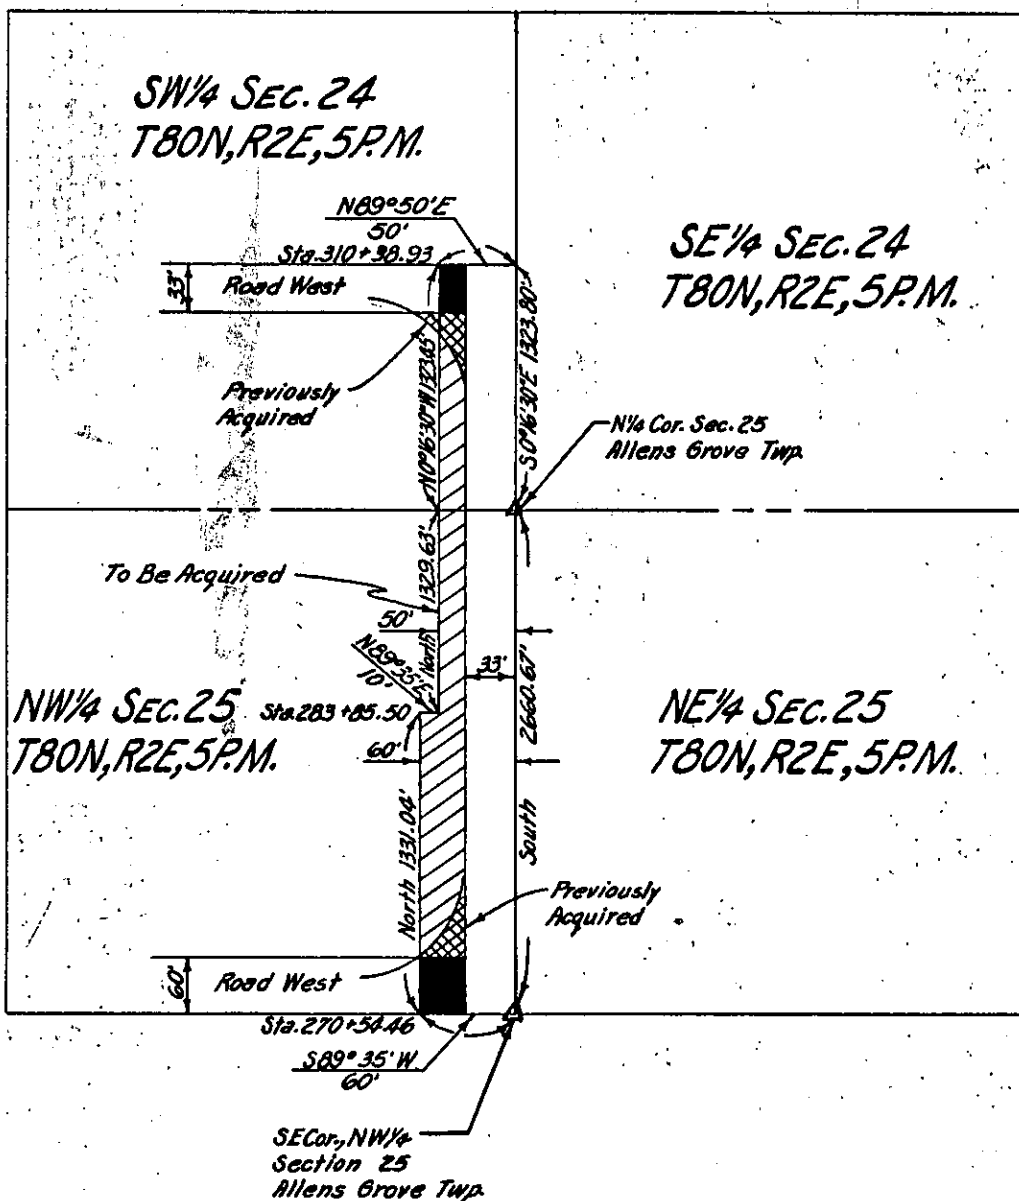 SW¼ SEC. 24
T80N, R2E, 5P.M.
N89°50'E
50'
Sta. 310+38.93
33'
Road West
SE¼ SEC. 24
T80N, R2E, 5P.M.
Previously
Acquired
N0°16'30"W 1323.45'
S0°16'30"E 1323.80'
N¼ Cor. Sec. 25
Allens Grove Twp.
To Be Acquired
North 1329.63'
50'
N89°35'E
10'
33'
NW¼ SEC. 25
T80N, R2E, 5P.M.
Sta. 283+85.50
60'
South 2660.67'
NE¼ SEC. 25
T80N, R2E, 5P.M.
North 1331.04'
Previously
Acquired
60'
Road West
Sta. 270+54.46
S89°35'W
60'
SE Cor., NW¼
Section 25
Allens Grove Twp.